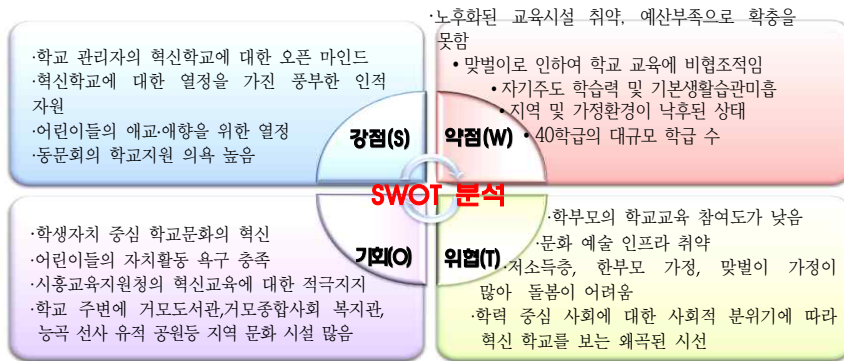 ·학교 관리자의 혁신학교에 대한 오픈 마인드
·혁신학교에 대한 열정을 가진 풍부한 인적
자원
·어린이들의 애교·애향을 위한 열정
·동문회의 학교지원 의욕 높음
강점(S)
·노후화된 교육시설 취약, 예산부족으로 확충을
못함
• 맞벌이로 인하여 학교 교육에 비협조적임
• 자기주도 학습력 및 기본생활습관미흡
• 지역 및 가정환경이 낙후된 상태
• 40학급의 대규모 학급 수
약점(W)
SWOT 분석
·학생자치 중심 학교문화의 혁신
·어린이들의 자치활동 욕구 충족
·시흥교육지원청의 혁신교육에 대한 적극지지
·학교 주변에 거모도서관,거모종합사회 복지관,
능곡 선사 유적 공원등 지역 문화 시설 많음
기회(O)
·학부모의 학교교육 참여도가 낮음
·문화 예술 인프라 취약
·저소득층, 한부모 가정, 맞벌이 가정이
많아 돌봄이 어려움
·학력 중심 사회에 대한 사회적 분위기에 따라
혁신 학교를 보는 왜곡된 시선
위협(T)